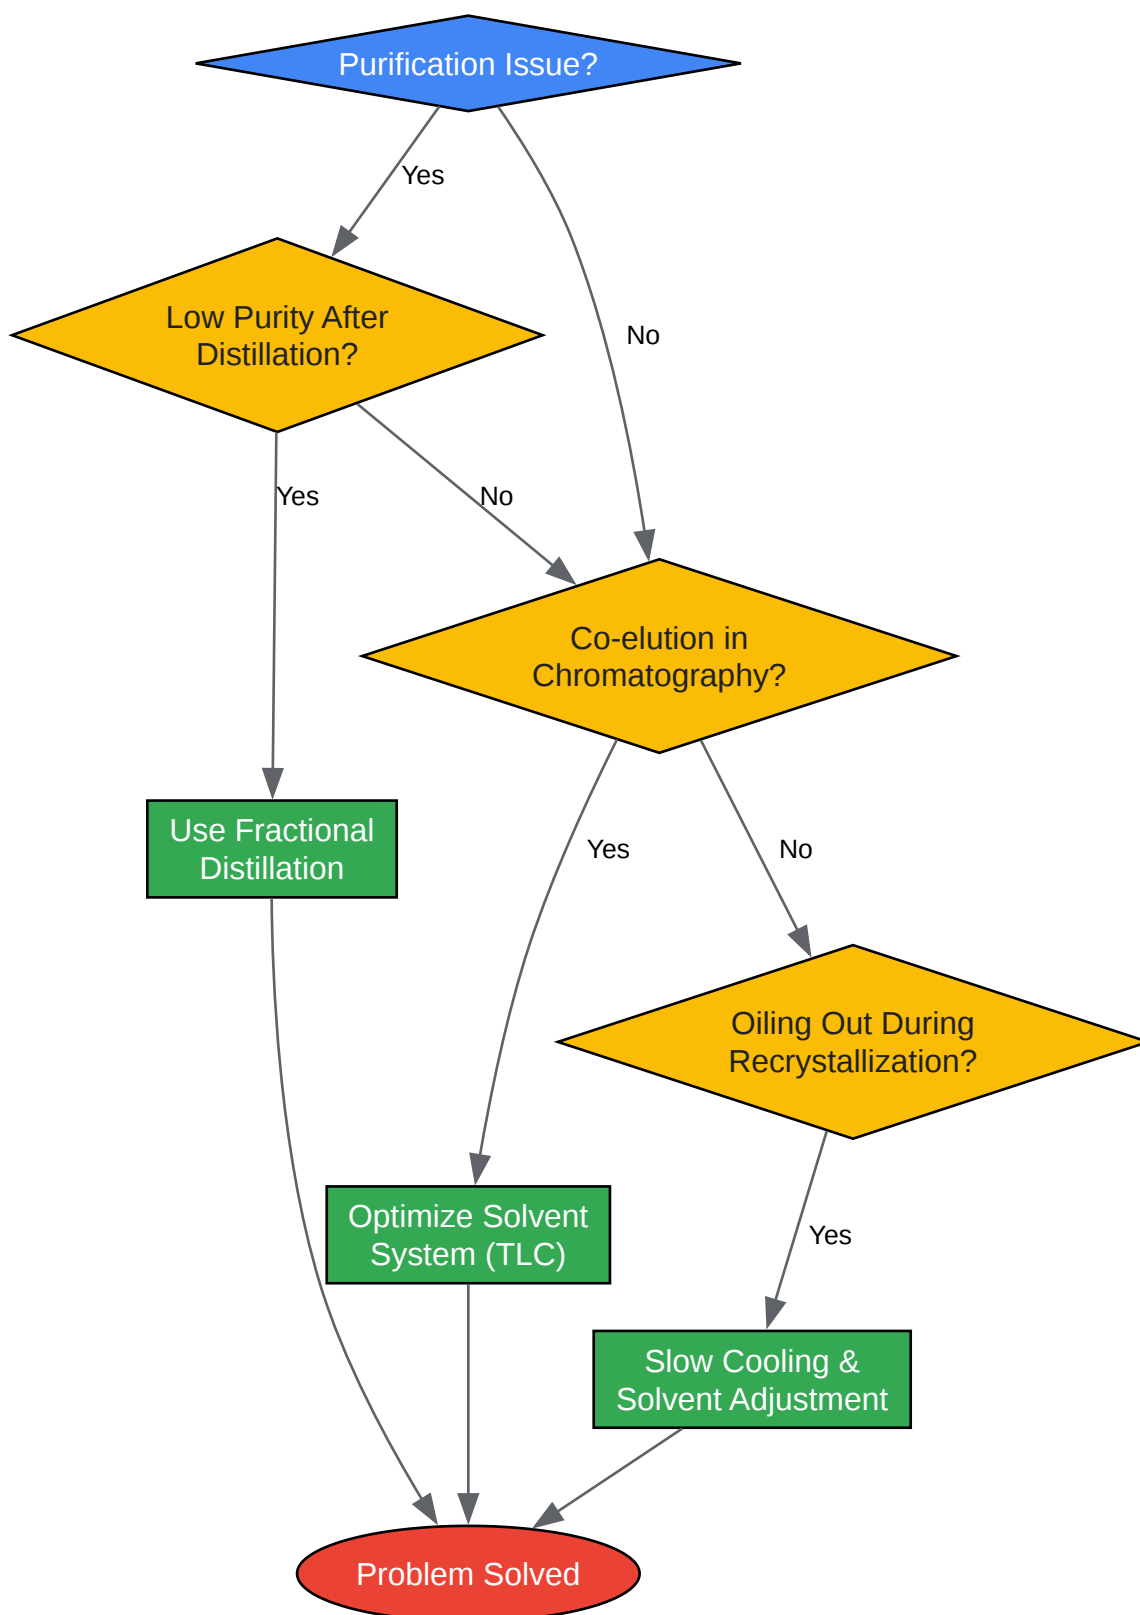 Purification Issue?
Yes
Low Purity After
Distillation?
No
Yes
No
Co-elution in
Chromatography?
Use Fractional
Distillation
Yes
No
Oiling Out During
Recrystallization?
Optimize Solvent
System (TLC)
Yes
Slow Cooling &
Solvent Adjustment
Problem Solved